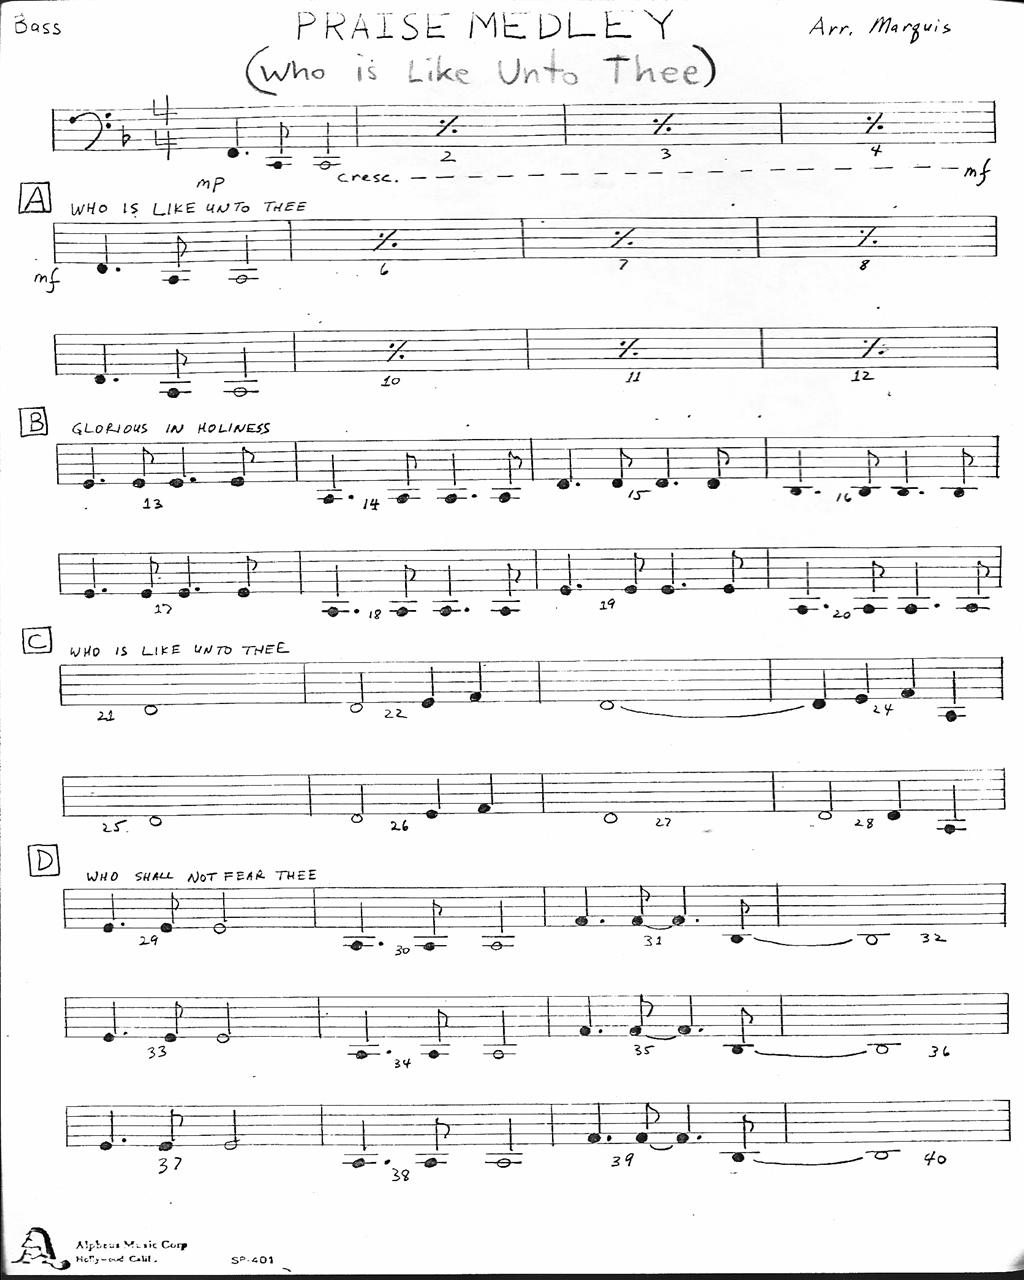 Bass PRAISE MEDLEY Arr. Marquis
(Who is Like Unto Thee)
4
4
2 3 4
mp cresc. mf
A WHO IS LIKE UNTO THEE
mf 6 7 8
10 11 12
B GLORIOUS IN HOLINESS
13 14 15 16
17 18 19 20
C WHO IS LIKE UNTO THEE
21 22 24
25. 26 27 28
D WHO SHALL NOT FEAR THEE
29 30 31 32
33 34 35 36
37 38 39 40
A Alpheus Music Corp
Hollywood Calif. SP-401